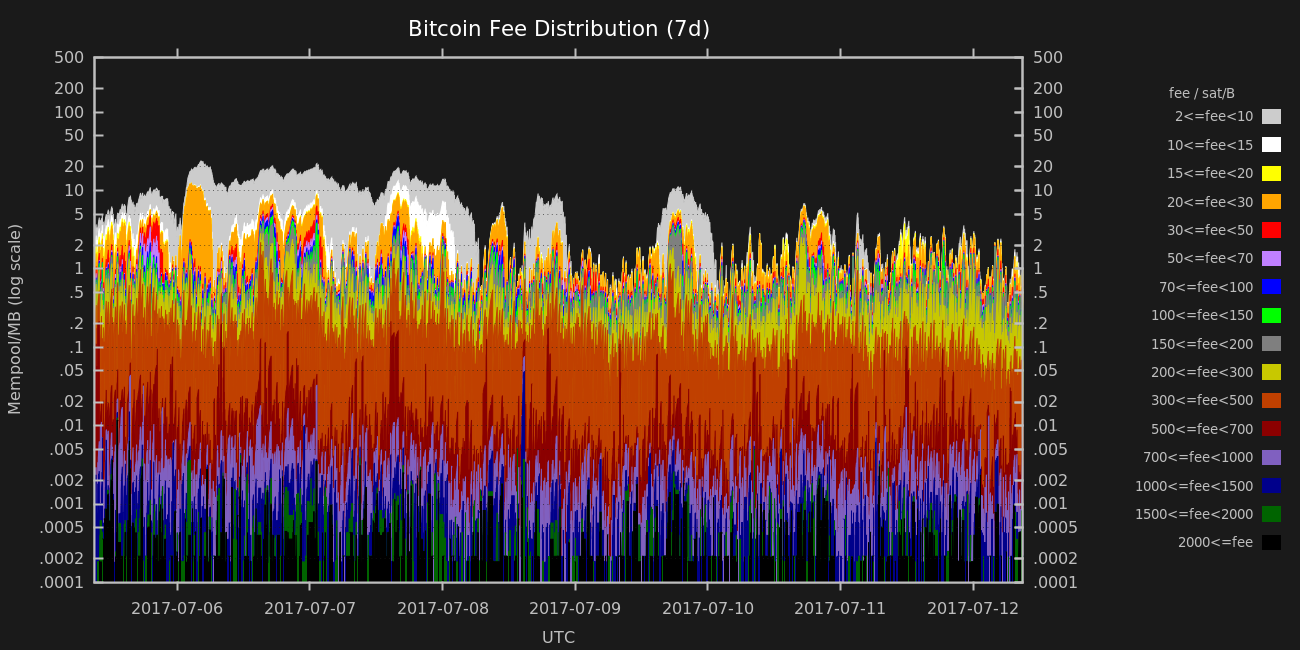 Bitcoin Fee Distribution (7d)
500
200
100
50
20
10
5
2
1
.5
.2
.1
.05
.02
.01
.005
.002
.001
.0005
.0002
.0001
Mempool/MB (log scale)
500
200
100
50
20
10
5
2
1
.5
.2
.1
.05
.02
.01
.005
.002
.001
.0005
.0002
.0001
2017-07-06
2017-07-07
2017-07-08
2017-07-09
2017-07-10
2017-07-11
2017-07-12
UTC
fee / sat/B
2<=fee<10
10<=fee<15
15<=fee<20
20<=fee<30
30<=fee<50
50<=fee<70
70<=fee<100
100<=fee<150
150<=fee<200
200<=fee<300
300<=fee<500
500<=fee<700
700<=fee<1000
1000<=fee<1500
1500<=fee<2000
2000<=fee